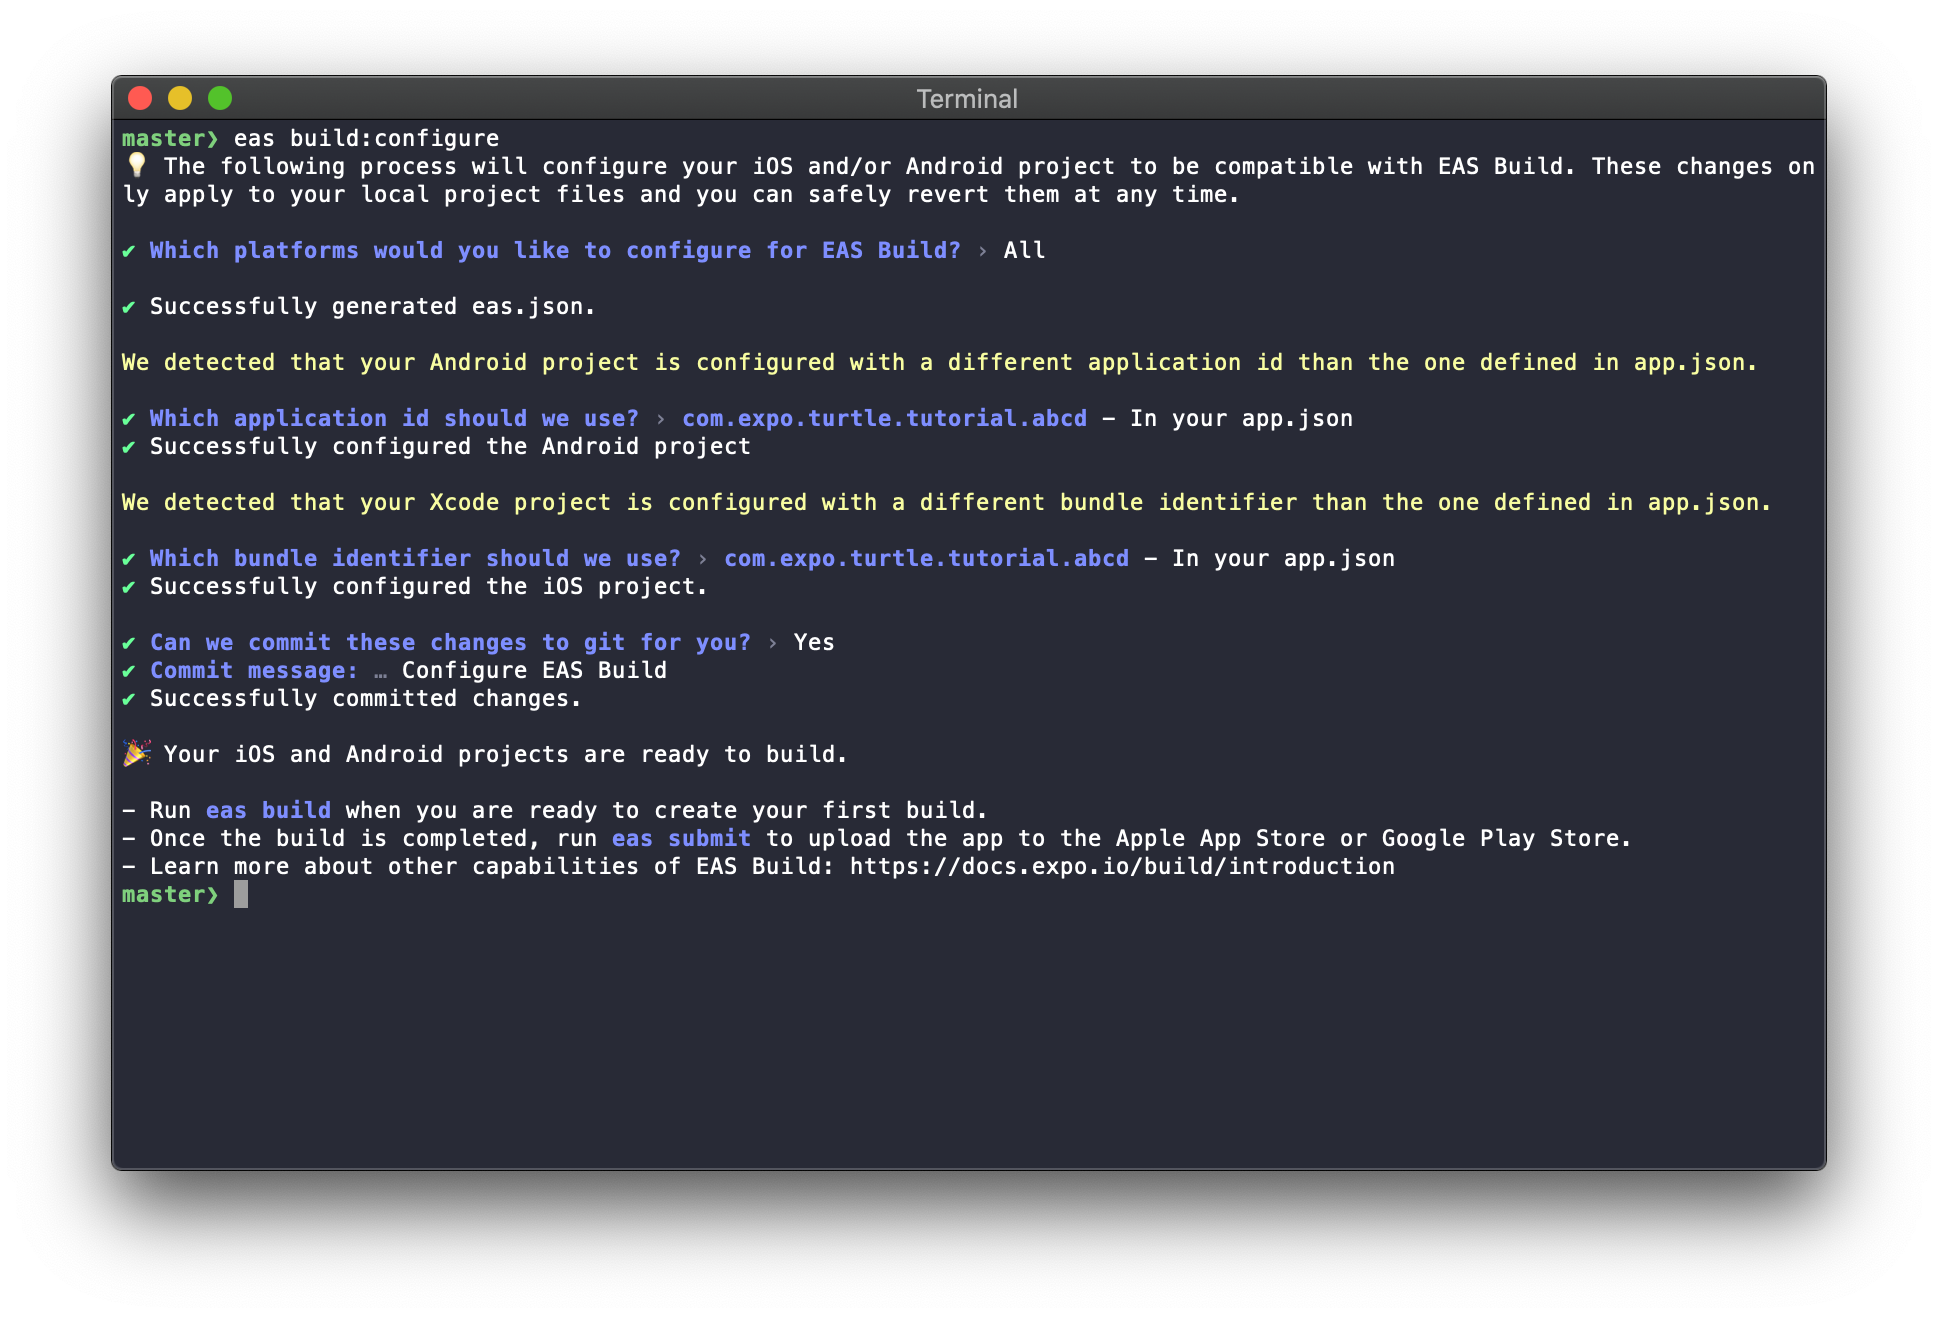 Terminal
master❯ eas build:configure
💡 The following process will configure your iOS and/or Android project to be compatible with EAS Build. These changes on
ly apply to your local project files and you can safely revert them at any time.
✔ Which platforms would you like to configure for EAS Build? › All
✔ Successfully generated eas.json.
We detected that your Android project is configured with a different application id than the one defined in app.json.
✔ Which application id should we use? › com.expo.turtle.tutorial.abcd – In your app.json
✔ Successfully configured the Android project
We detected that your Xcode project is configured with a different bundle identifier than the one defined in app.json.
✔ Which bundle identifier should we use? › com.expo.turtle.tutorial.abcd – In your app.json
✔ Successfully configured the iOS project.
✔ Can we commit these changes to git for you? › Yes
✔ Commit message: … Configure EAS Build
✔ Successfully committed changes.
🎉 Your iOS and Android projects are ready to build.
- Run eas build when you are ready to create your first build.
- Once the build is completed, run eas submit to upload the app to the Apple App Store or Google Play Store.
- Learn more about other capabilities of EAS Build: https://docs.expo.io/build/introduction
master❯